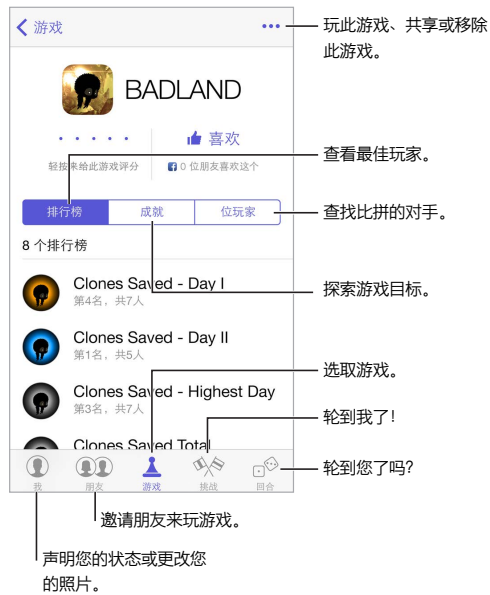 游戏
玩此游戏、共享或移除
此游戏。
BADLAND
喜欢
轻按来给此游戏评分
0 位朋友喜欢这个
查看最佳玩家。
排行榜
成就
位玩家
查找比拼的对手。
8 个排行榜
Clones Saved - Day I
第4名，共7人
探索游戏目标。
Clones Saved - Day II
第1名，共5人
选取游戏。
Clones Saved - Highest Day
第3名，共7人
轮到我了！
Clones Saved Total
轮到您了吗？
我
朋友
游戏
挑战
回合
邀请朋友来玩游戏。
声明您的状态或更改您
的照片。